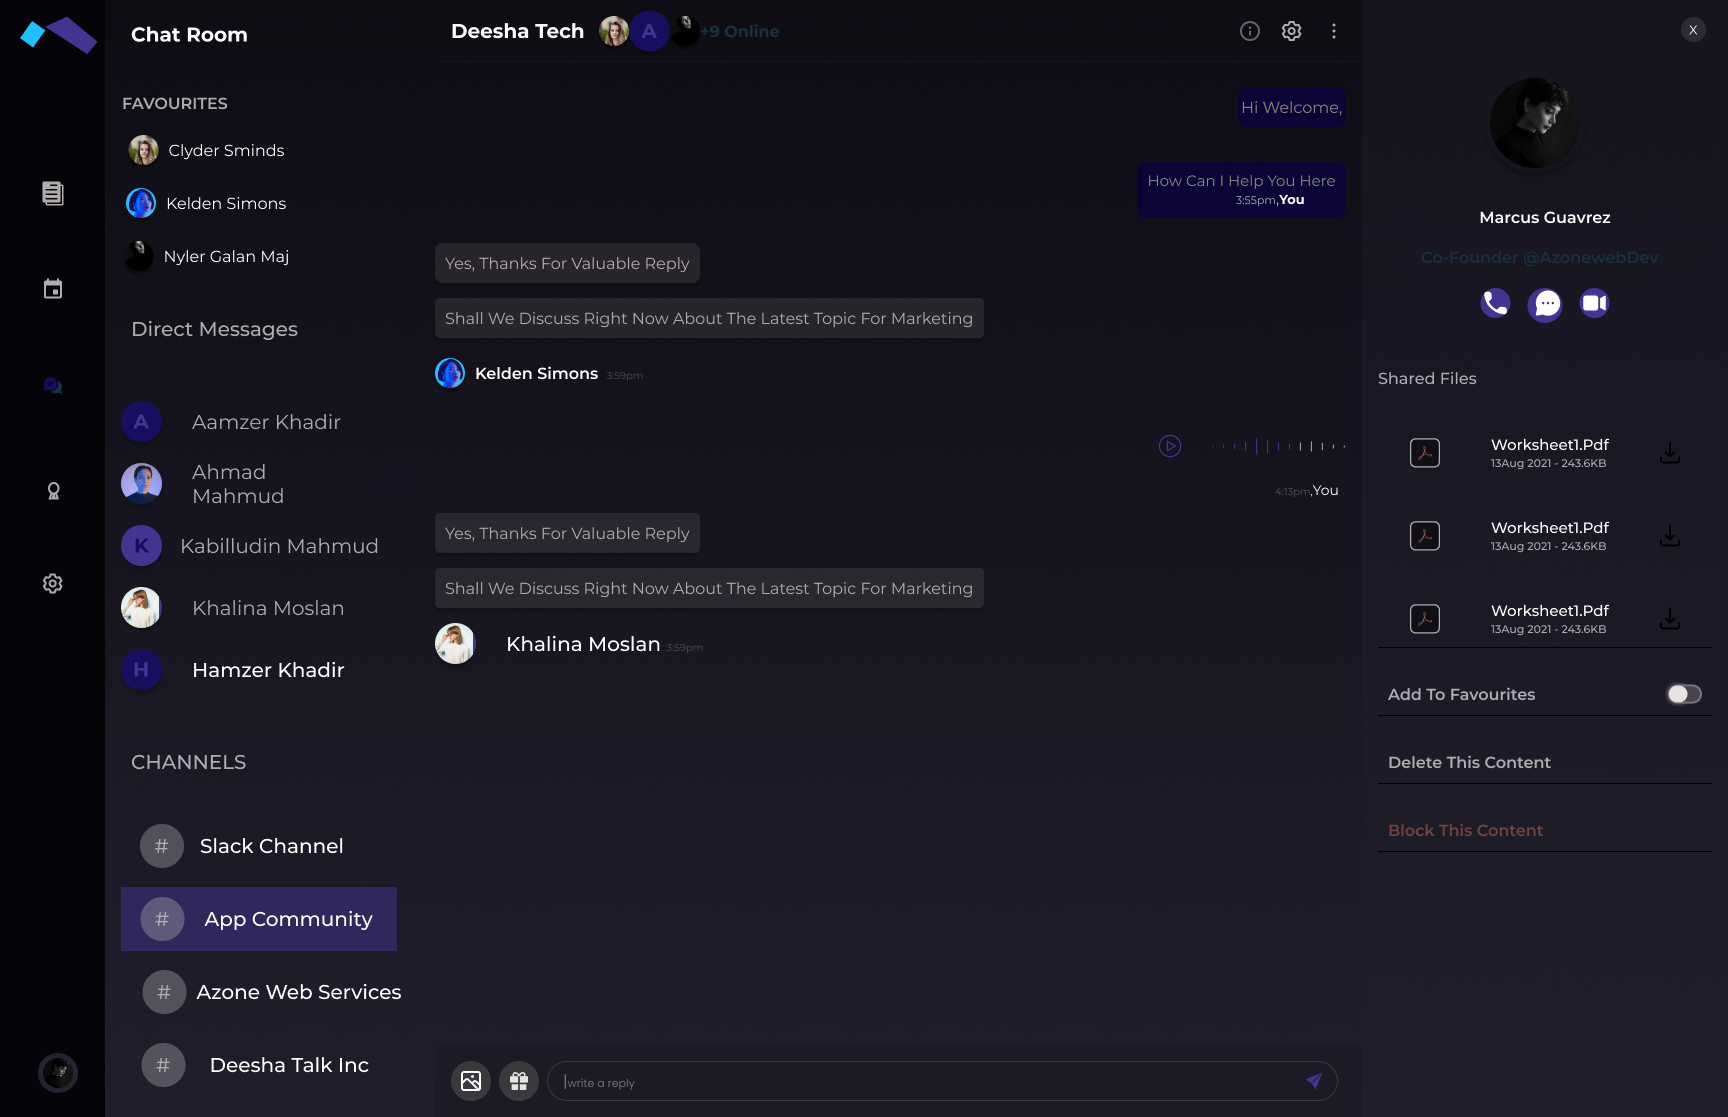 Chat Room
FAVOURITES
Clyder Sminds
Kelden Simons
Nyler Galan Maj
Direct Messages
A
Aamzer Khadir
Ahmad
Mahmud
K
Kabilludin Mahmud
Khalina Moslan
H
Hamzer Khadir
CHANNELS
# Slack Channel
# App Community
# Azone Web Services
# Deesha Talk Inc
Deesha Tech A +9 Online
Hi Welcome,
How Can I Help You Here
3:55pm,You
Yes, Thanks For Valuable Reply
Shall We Discuss Right Now About The Latest Topic For Marketing
Kelden Simons 3:59pm
4:13pm,You
Yes, Thanks For Valuable Reply
Shall We Discuss Right Now About The Latest Topic For Marketing
Khalina Moslan 3:59pm
write a reply
X
Marcus Guavrez
Co-Founder @AzonewebDev
Shared Files
Worksheet1.Pdf
13Aug 2021 - 243.6KB
Worksheet1.Pdf
13Aug 2021 - 243.6KB
Worksheet1.Pdf
13Aug 2021 - 243.6KB
Add To Favourites
Delete This Content
Block This Content